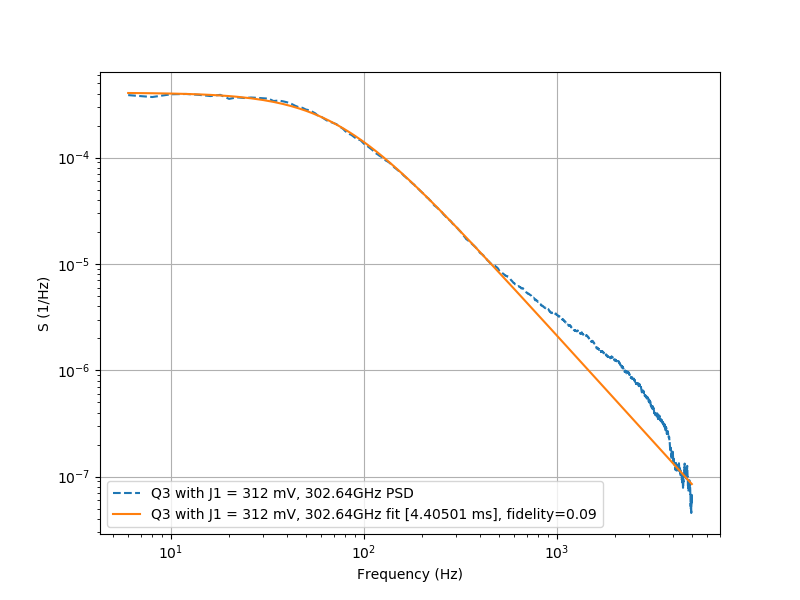 10⁻⁴
10⁻⁵
10⁻⁶
10⁻⁷
S (1/Hz)
Q3 with J1 = 312 mV, 302.64GHz PSD
Q3 with J1 = 312 mV, 302.64GHz fit [4.40501 ms], fidelity=0.09
10¹ 10² 10³
Frequency (Hz)